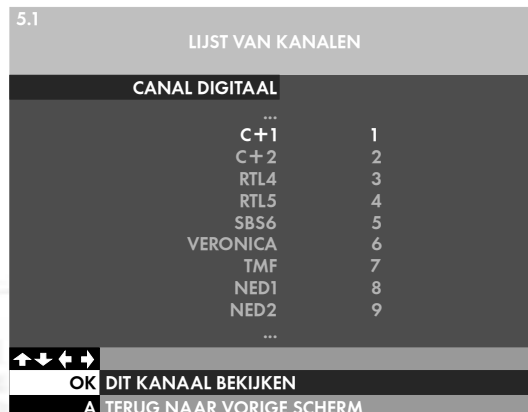 5.1
LIJST VAN KANALEN
CANAL DIGITAAL
...
C+1 1
C+2 2
RTL4 3
RTL5 4
SBS6 5
VERONICA 6
TMF 7
NED1 8
NED2 9
...
OK DIT KANAAL BEKIJKEN
A TERUG NAAR VORIGE SCHERM